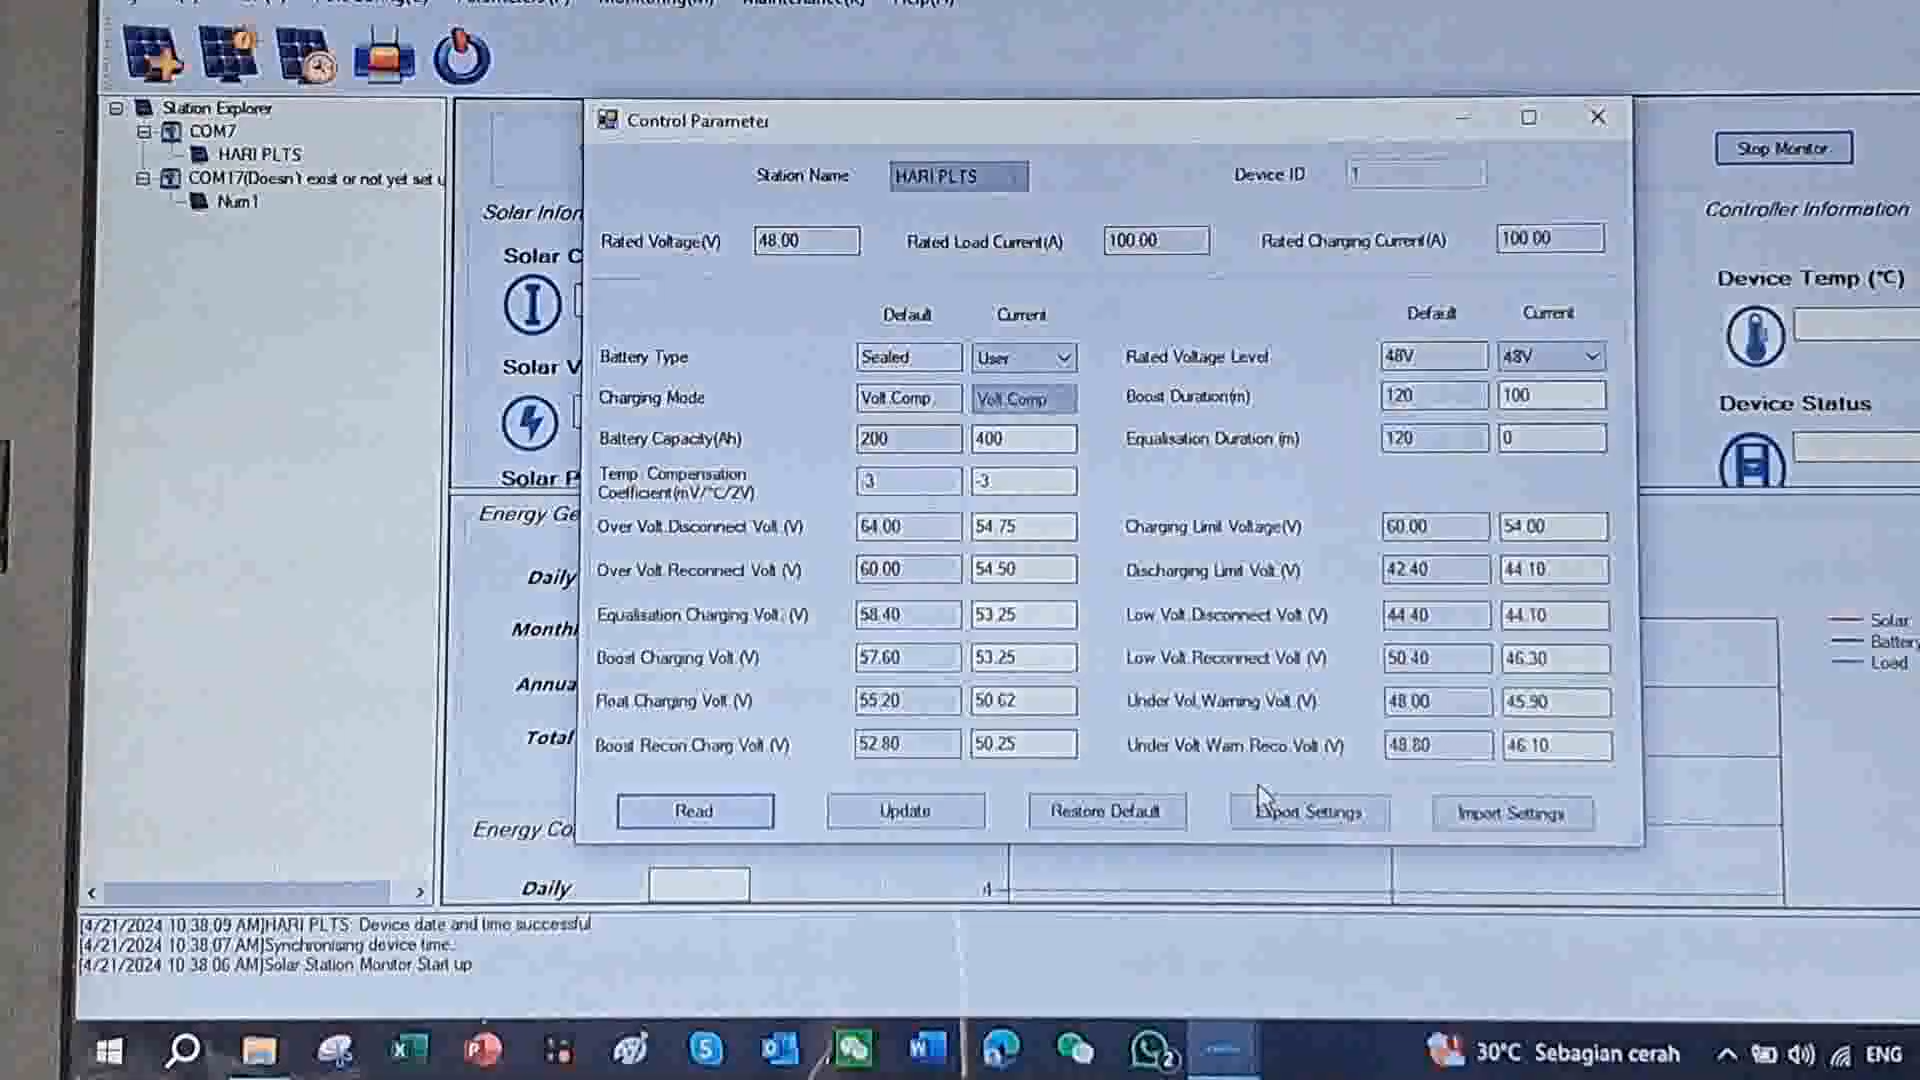 Station Explorer
COM7
HARI PLTS
COM17(Doesn't exist or not yet set u
Num1
Control Parameter
Station Name HARI PLTS Device ID 1
Rated Voltage(V) 48.00 Rated Load Current(A) 100.00 Rated Charging Current(A) 100.00
Default Current Default Current
Battery Type Sealed User Rated Voltage Level 48V 48V
Charging Mode Volt.Comp. Volt.Comp. Boost Duration(m) 120 100
Battery Capacity(Ah) 200 400 Equalisation Duration (m) 120 0
Temp. Compensation
Coefficient(mV/°C/2V) -3 -3
Over Volt.Disconnect Volt.(V) 64.00 54.75 Charging Limit Voltage(V) 60.00 54.00
Over Volt.Reconnect Volt.(V) 60.00 54.50 Discharging Limit Volt.(V) 42.40 44.10
Equalisation Charging Volt. (V) 58.40 53.25 Low Volt.Disconnect Volt.(V) 44.40 44.10
Boost Charging Volt.(V) 57.60 53.25 Low Volt.Reconnect Volt.(V) 50.40 46.30
Float Charging Volt.(V) 55.20 50.62 Under Vol.Warning Volt.(V) 48.00 45.90
Boost Recon.Charg Volt.(V) 52.80 50.25 Under Volt.Warn.Reco.Volt.(V) 48.80 46.10
Read Update Restore Default Export Settings Import Settings
Solar Infor
Solar C
Solar V
Solar P
Energy Ge
Daily
Monthl
Annua
Total
Energy Co
Daily
4
Stop Monitor
Controller Information
Device Temp (°C)
Device Status
Solar
Battery
Load
[4/21/2024 10:38:09 AM]HARI PLTS: Device date and time successful
[4/21/2024 10:38:07 AM]Synchronising device time..
[4/21/2024 10:38:06 AM]Solar Station Monitor Start up
30°C Sebagian cerah ENG